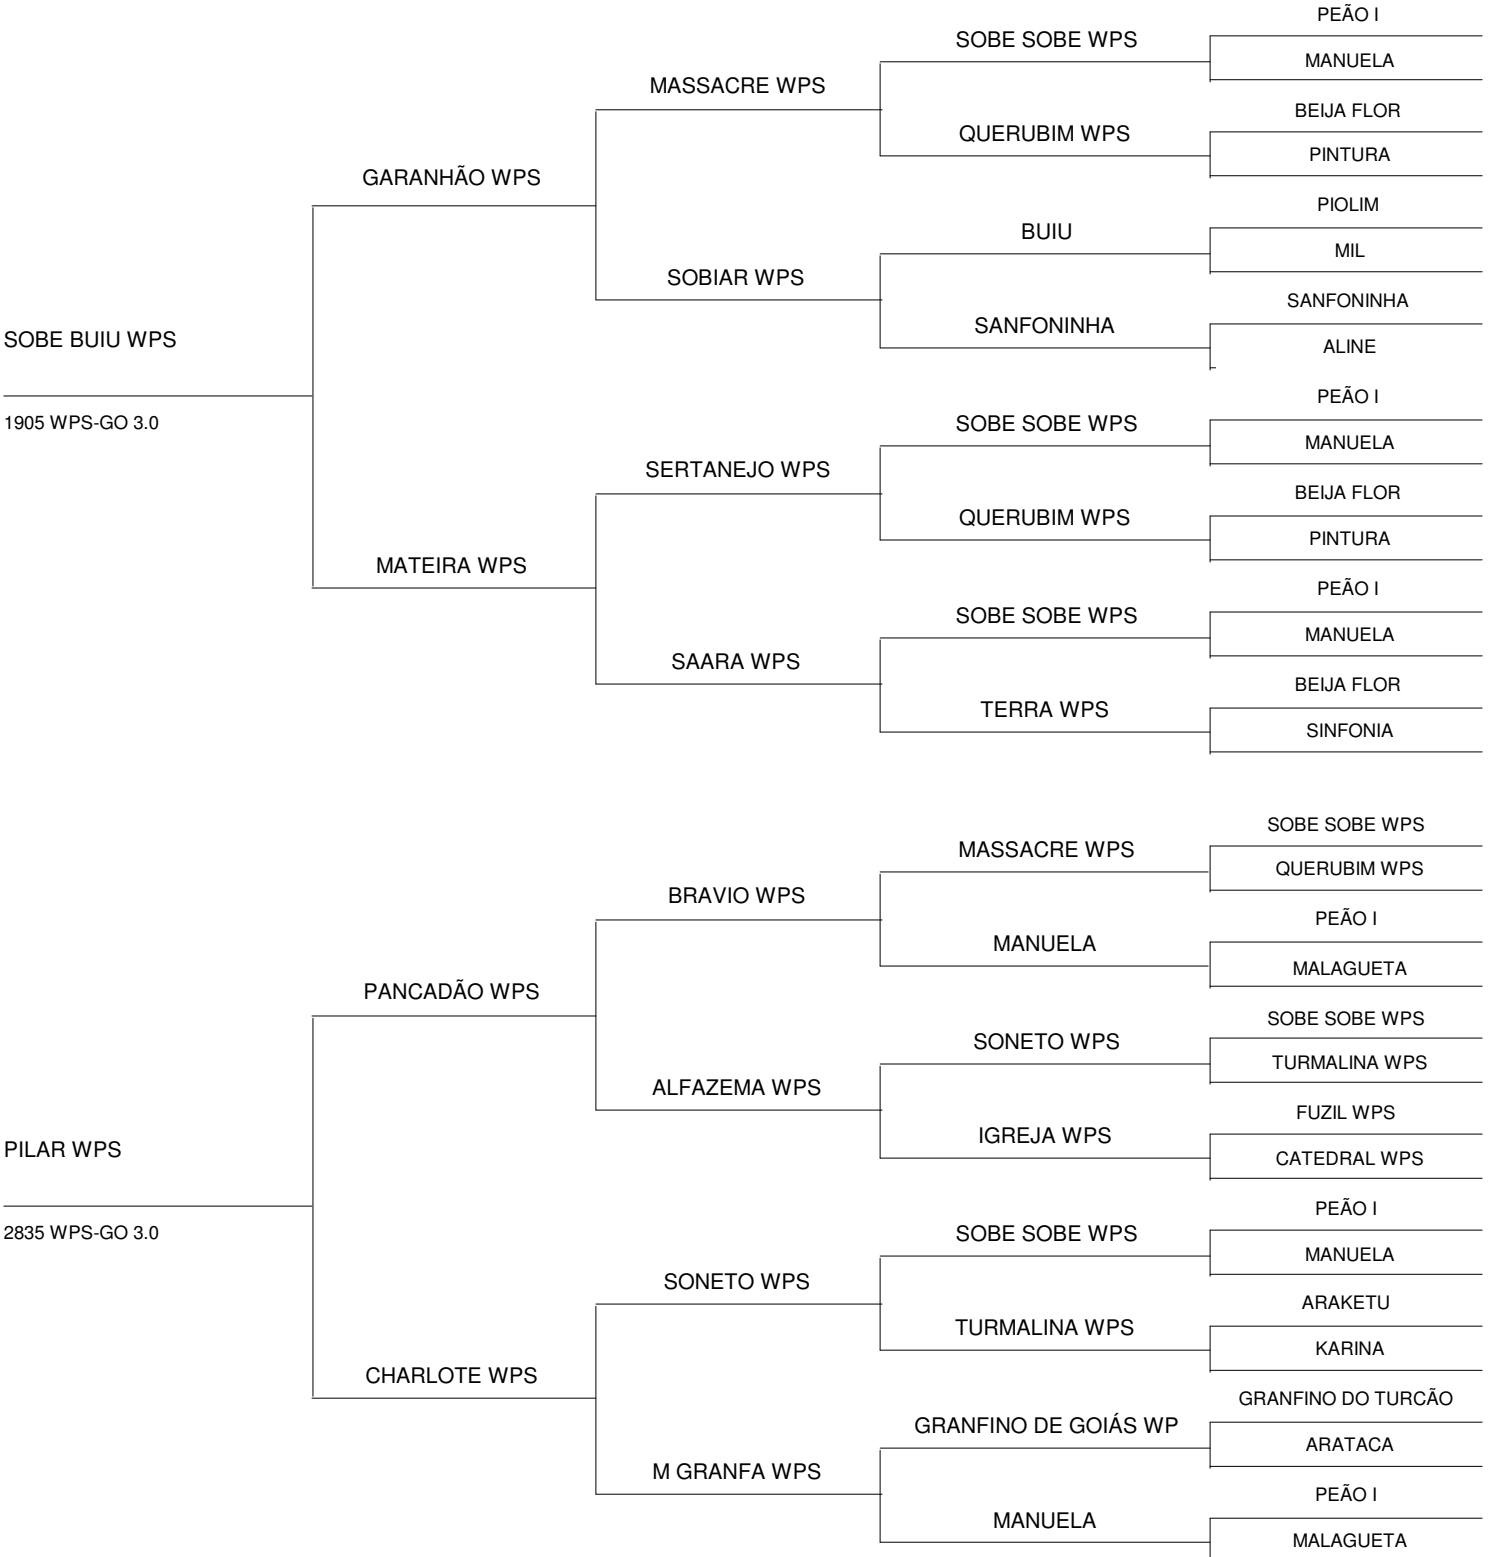 PEÃO I
SOBE SOBE WPS
MANUELA
MASSACRE WPS
BEIJA FLOR
QUERUBIM WPS
PINTURA
GARANHÃO WPS
PIOLIM
BUIU
MIL
SOBIAR WPS
SANFONINHA
SANFONINHA
ALINE
SOBE BUIU WPS
1905 WPS-GO 3.0
PEÃO I
SOBE SOBE WPS
MANUELA
SERTANEJO WPS
BEIJA FLOR
QUERUBIM WPS
PINTURA
MATEIRA WPS
PEÃO I
SOBE SOBE WPS
MANUELA
SAARA WPS
BEIJA FLOR
TERRA WPS
SINFONIA
SOBE SOBE WPS
MASSACRE WPS
QUERUBIM WPS
BRAVIO WPS
PEÃO I
MANUELA
MALAGUETA
PANCADÃO WPS
SOBE SOBE WPS
SONETO WPS
TURMALINA WPS
ALFAZEMA WPS
FUZIL WPS
IGREJA WPS
CATEDRAL WPS
PILAR WPS
2835 WPS-GO 3.0
PEÃO I
SOBE SOBE WPS
MANUELA
SONETO WPS
ARAKETU
TURMALINA WPS
KARINA
CHARLOTE WPS
GRANFINO DO TURCÃO
GRANFINO DE GOIÁS WP
ARATACA
M GRANFA WPS
PEÃO I
MANUELA
MALAGUETA